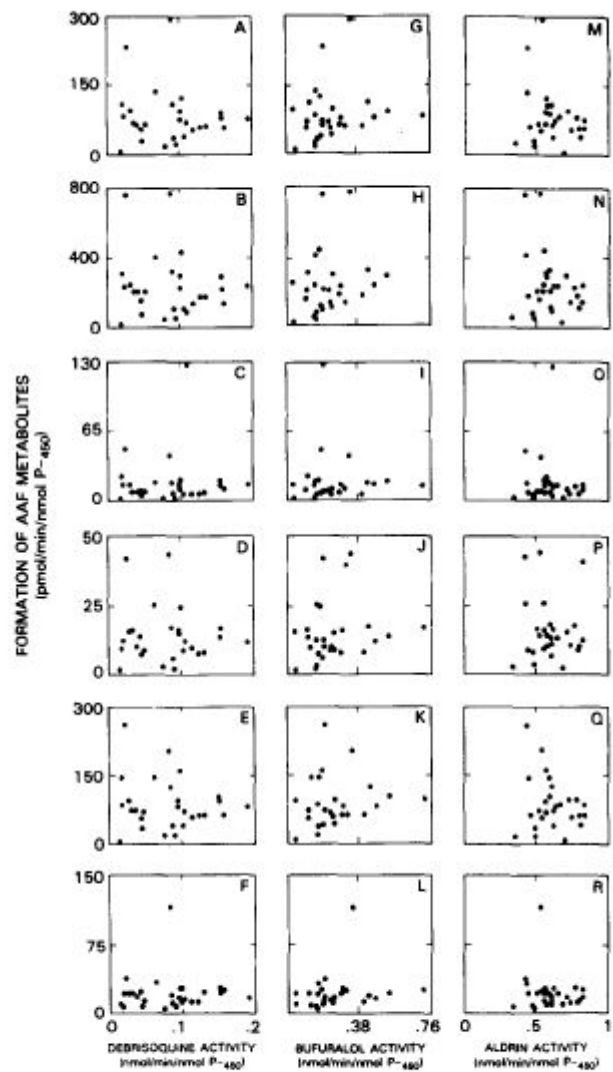 FORMATION OF AAF METABOLITES
(pmol/min/nmol P-450)
300
150
0
A
G
M
800
400
0
B
H
N
130
65
0
C
I
O
50
25
0
D
J
P
300
150
0
E
K
Q
150
75
0
F
L
R
0 .1 .2
.38 .76
0 .5 1
DEBRISOQUINE ACTIVITY
(nmol/min/nmol P-450)
BUFURALOL ACTIVITY
(nmol/min/nmol P-450)
ALDRIN ACTIVITY
(nmol/min/nmol P-450)